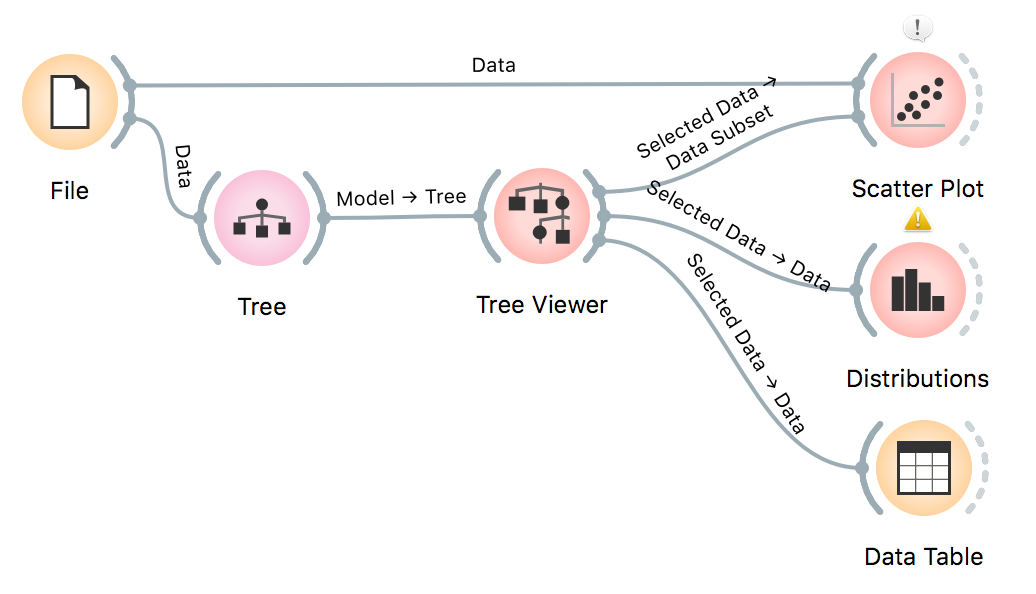 Data
File
Data
Tree
Model → Tree
Tree Viewer
Selected Data →
Data Subset
Selected Data → Data
Selected Data → Data
!
Scatter Plot
!
Distributions
Data Table